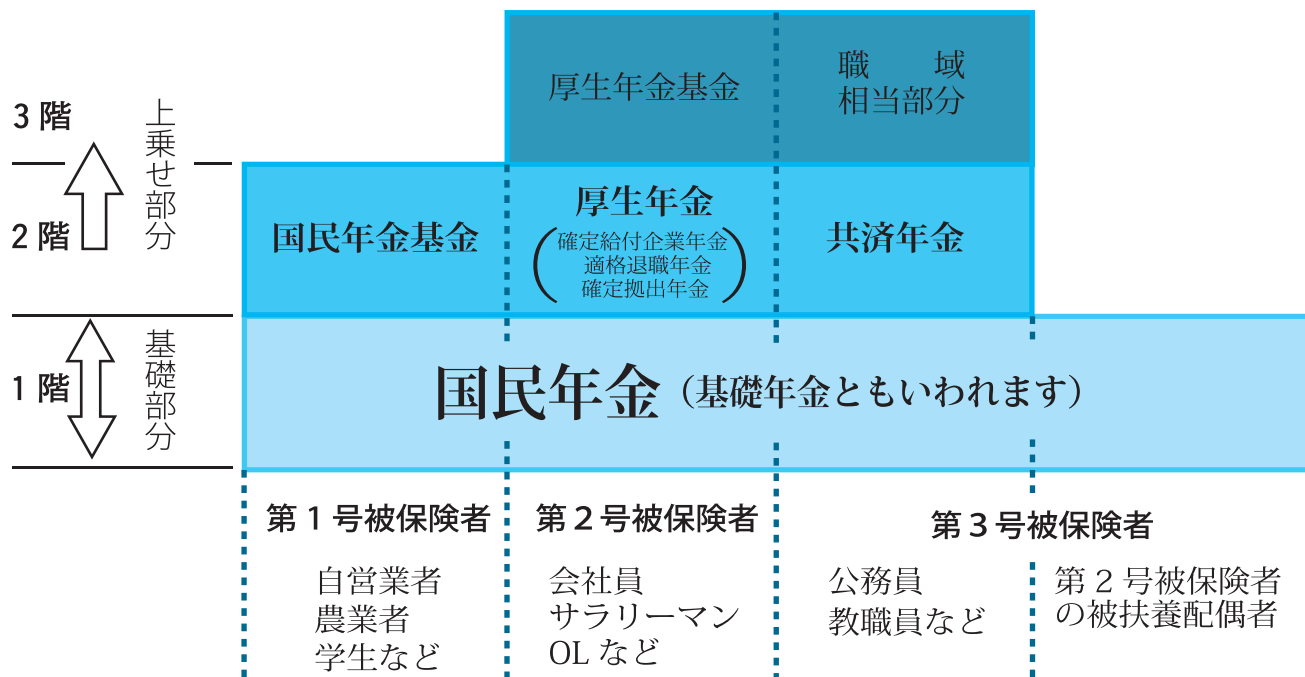 3 階
上乗せ部分
2 階
1 階
基礎部分
厚生年金基金
職　　域
相当部分
国民年金基金
厚生年金
(確定給付企業年金
適格退職年金
確定拠出年金)
共済年金
国民年金（基礎年金ともいわれます）
第 1 号被保険者
第 2 号被保険者
第 3 号被保険者
自営業者
農業者
学生など
会社員
サラリーマン
OL など
公務員
教職員など
第 2 号被保険者
の被扶養配偶者